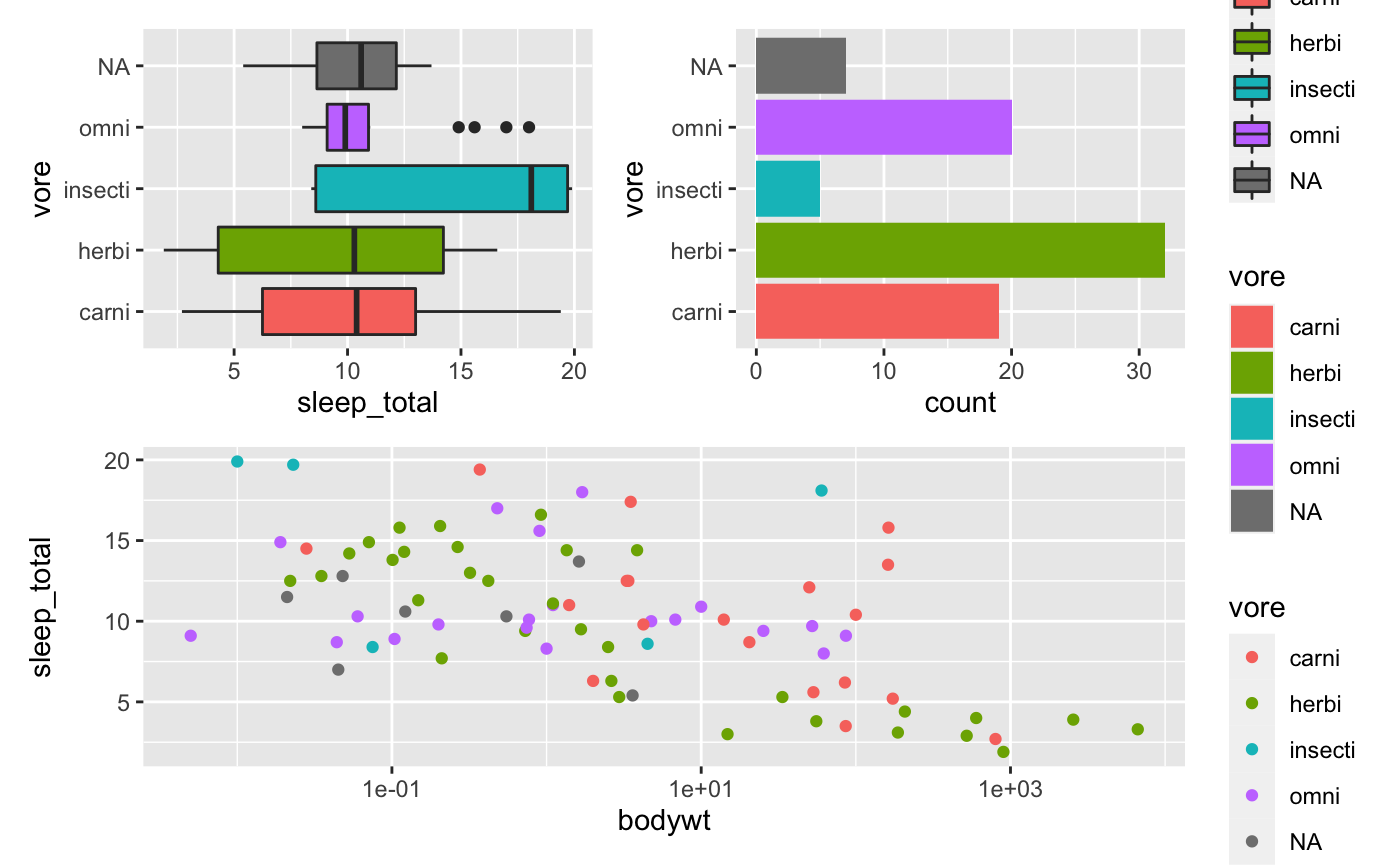 NA
omni
insecti
herbi
carni
vore
5 10 15 20
sleep_total
NA
omni
insecti
herbi
carni
vore
0 10 20 30
count
20
15
10
5
sleep_total
1e-01 1e+01 1e+03
bodywt
carni
herbi
insecti
omni
NA
vore
carni
herbi
insecti
omni
NA
vore
carni
herbi
insecti
omni
NA